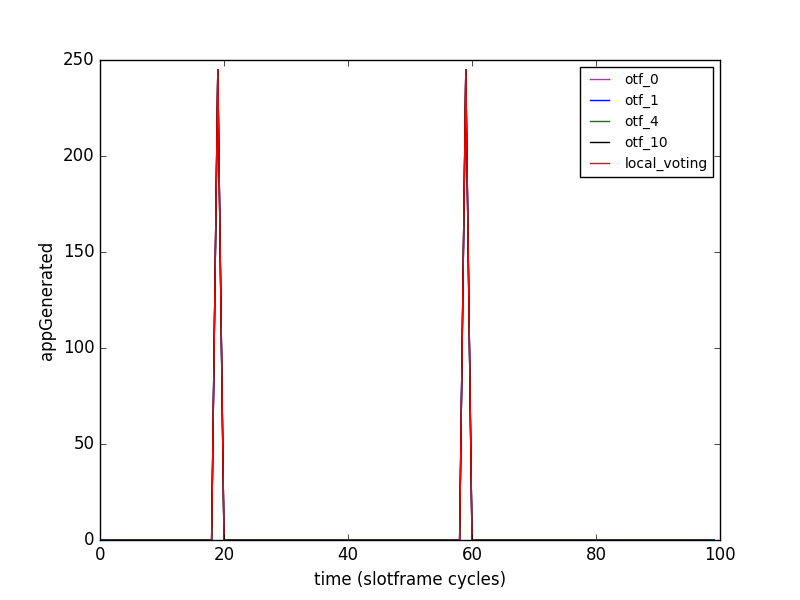 250
200
150
100
50
0
appGenerated
0 20 40 60 80 100
time (slotframe cycles)
otf_0
otf_1
otf_4
otf_10
local_voting